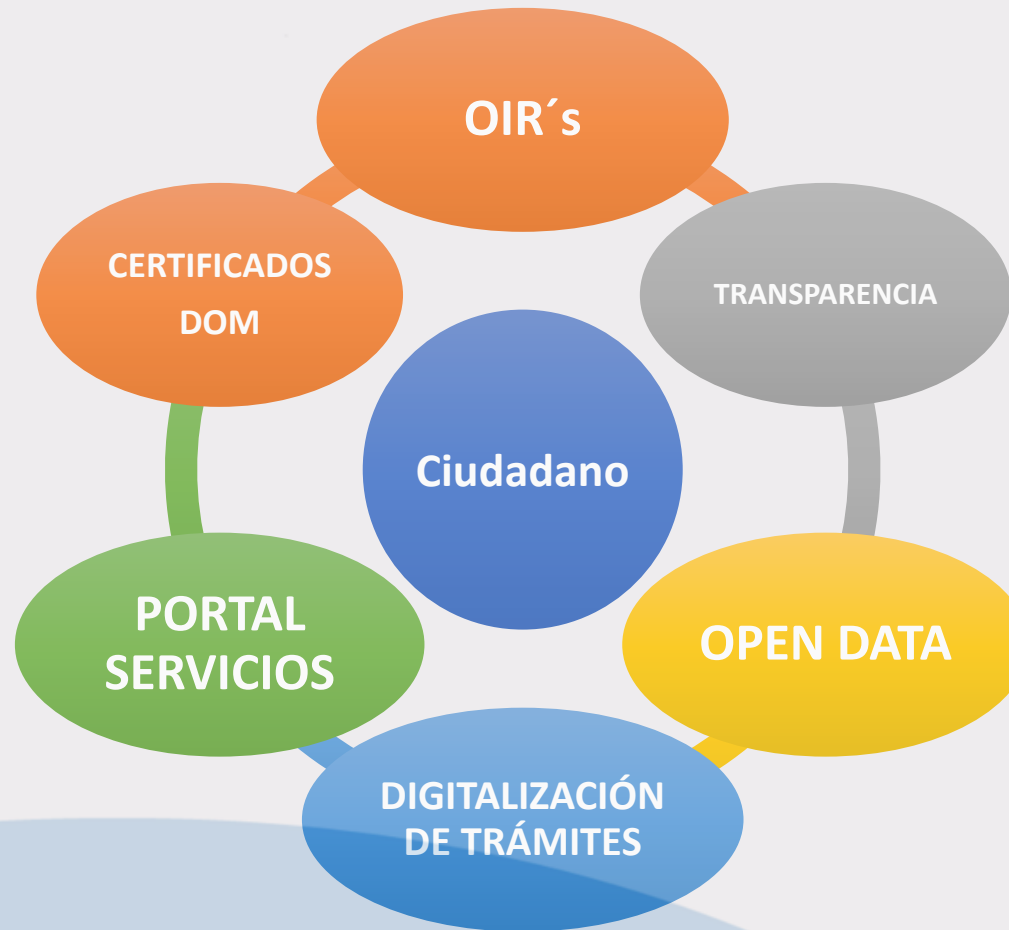 OIR´s
CERTIFICADOS
DOM
TRANSPARENCIA
Ciudadano
PORTAL
SERVICIOS
OPEN DATA
DIGITALIZACIÓN
DE TRÁMITES